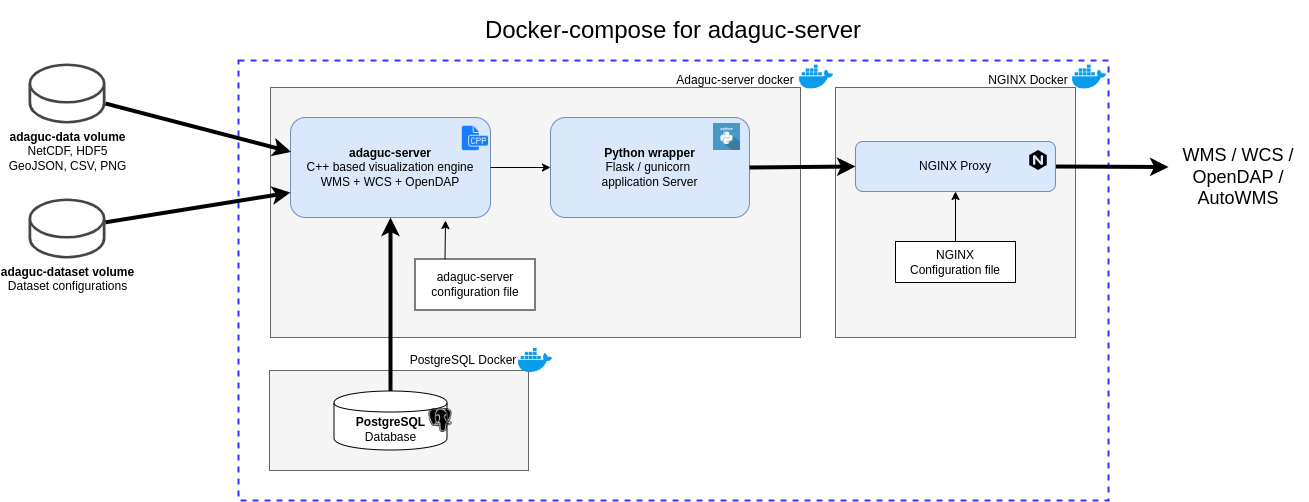 Docker-compose for adaguc-server
Adaguc-server docker
NGINX Docker
adaguc-data volume
NetCDF, HDF5
GeoJSON, CSV, PNG
adaguc-server
C++ based visualization engine
WMS + WCS + OpenDAP
CPP
Python wrapper
Flask / gunicorn
application Server
python
NGINX Proxy
N
WMS / WCS /
OpenDAP /
AutoWMS
adaguc-dataset volume
Dataset configurations
adaguc-server
configuration file
NGINX
Configuration file
PostgreSQL Docker
PostgreSQL
Database